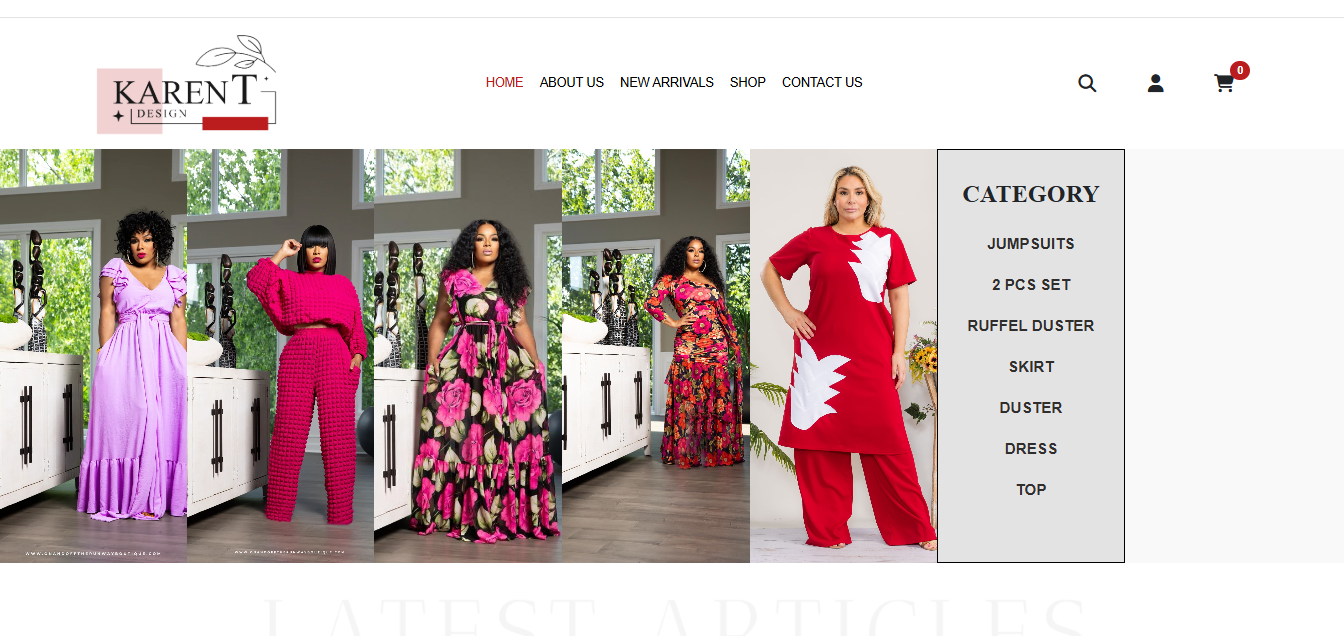 KARENT
DESIGN
HOME ABOUT US NEW ARRIVALS SHOP CONTACT US
0
CATEGORY
JUMPSUITS
2 PCS SET
RUFFEL DUSTER
SKIRT
DUSTER
DRESS
TOP
LATEST ARTICLES